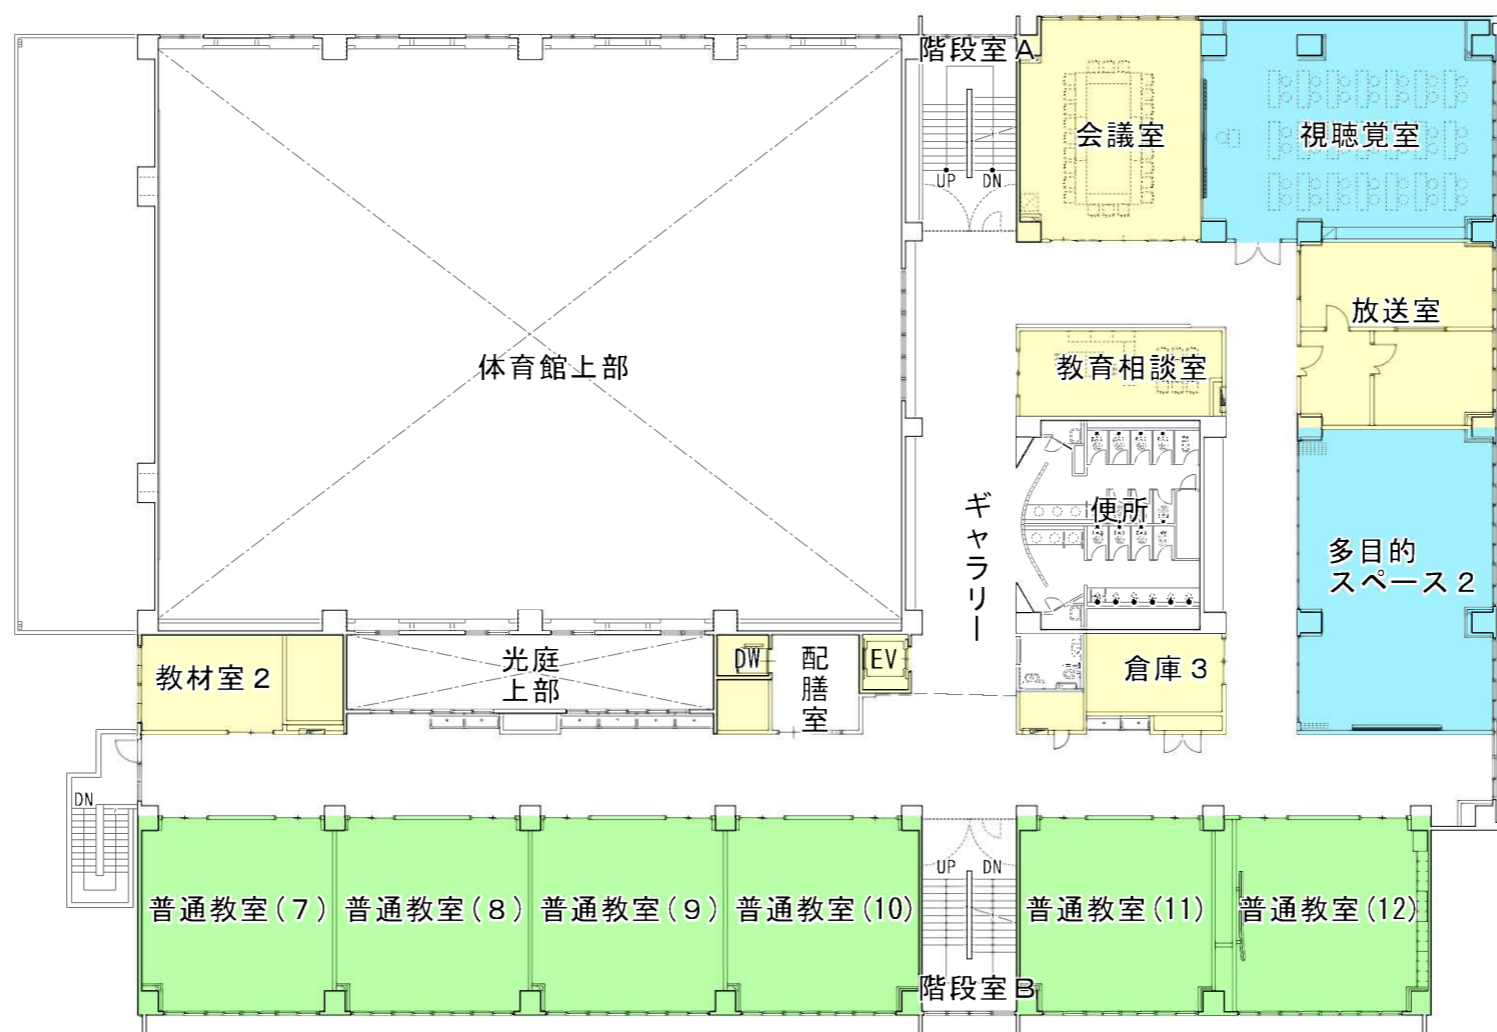 階段室A
会議室
視聴覚室
UP
DN
放送室
体育館上部
教育相談室
ギャラリー
便所
多目的
スペース2
教材室2
光庭
上部
DW
配膳室
EV
倉庫3
DN
UP
DN
普通教室(7)
普通教室(8)
普通教室(9)
普通教室(10)
普通教室(11)
普通教室(12)
階段室B